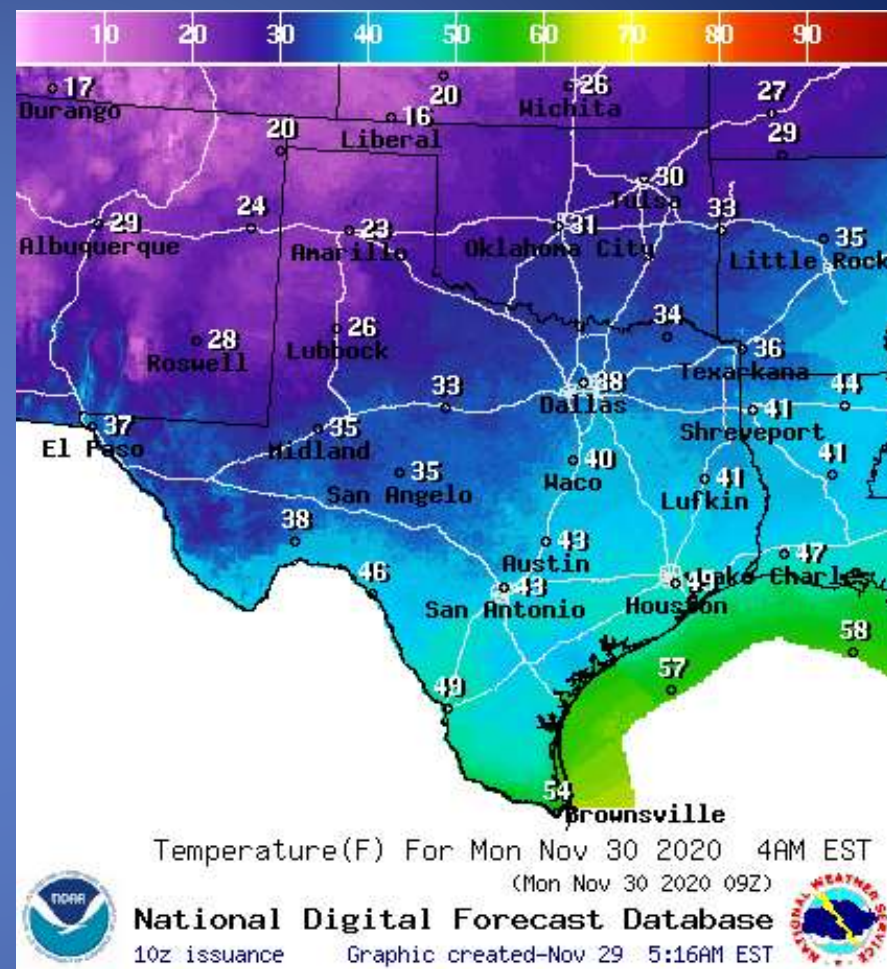 10 20 30 40 50 60 70 80 90
17 20 26 27
Durango Wichita
16
Liberal
20 29
30
Tulsa
29 24 23 31 33 35
Albuquerque Amarillo Oklahoma City Little Rock
28 26 34 36
Roswell Lubbock Texarkana
33 38 41 44
Dallas
37 35 Shreveport
El Paso Midland
35 40 41 41
San Angelo Waco Lufkin
38 43 47
Austin
46 43 49 Lake Charles
San Antonio Houston
58
57
49
54
Brownsville
Temperature(F) For Mon Nov 30 2020 4AM EST
(Mon Nov 30 2020 09Z)
NOAA
National Digital Forecast Database
10z issuance Graphic created-Nov 29 5:16AM EST
NATIONAL WEATHER SERVICE